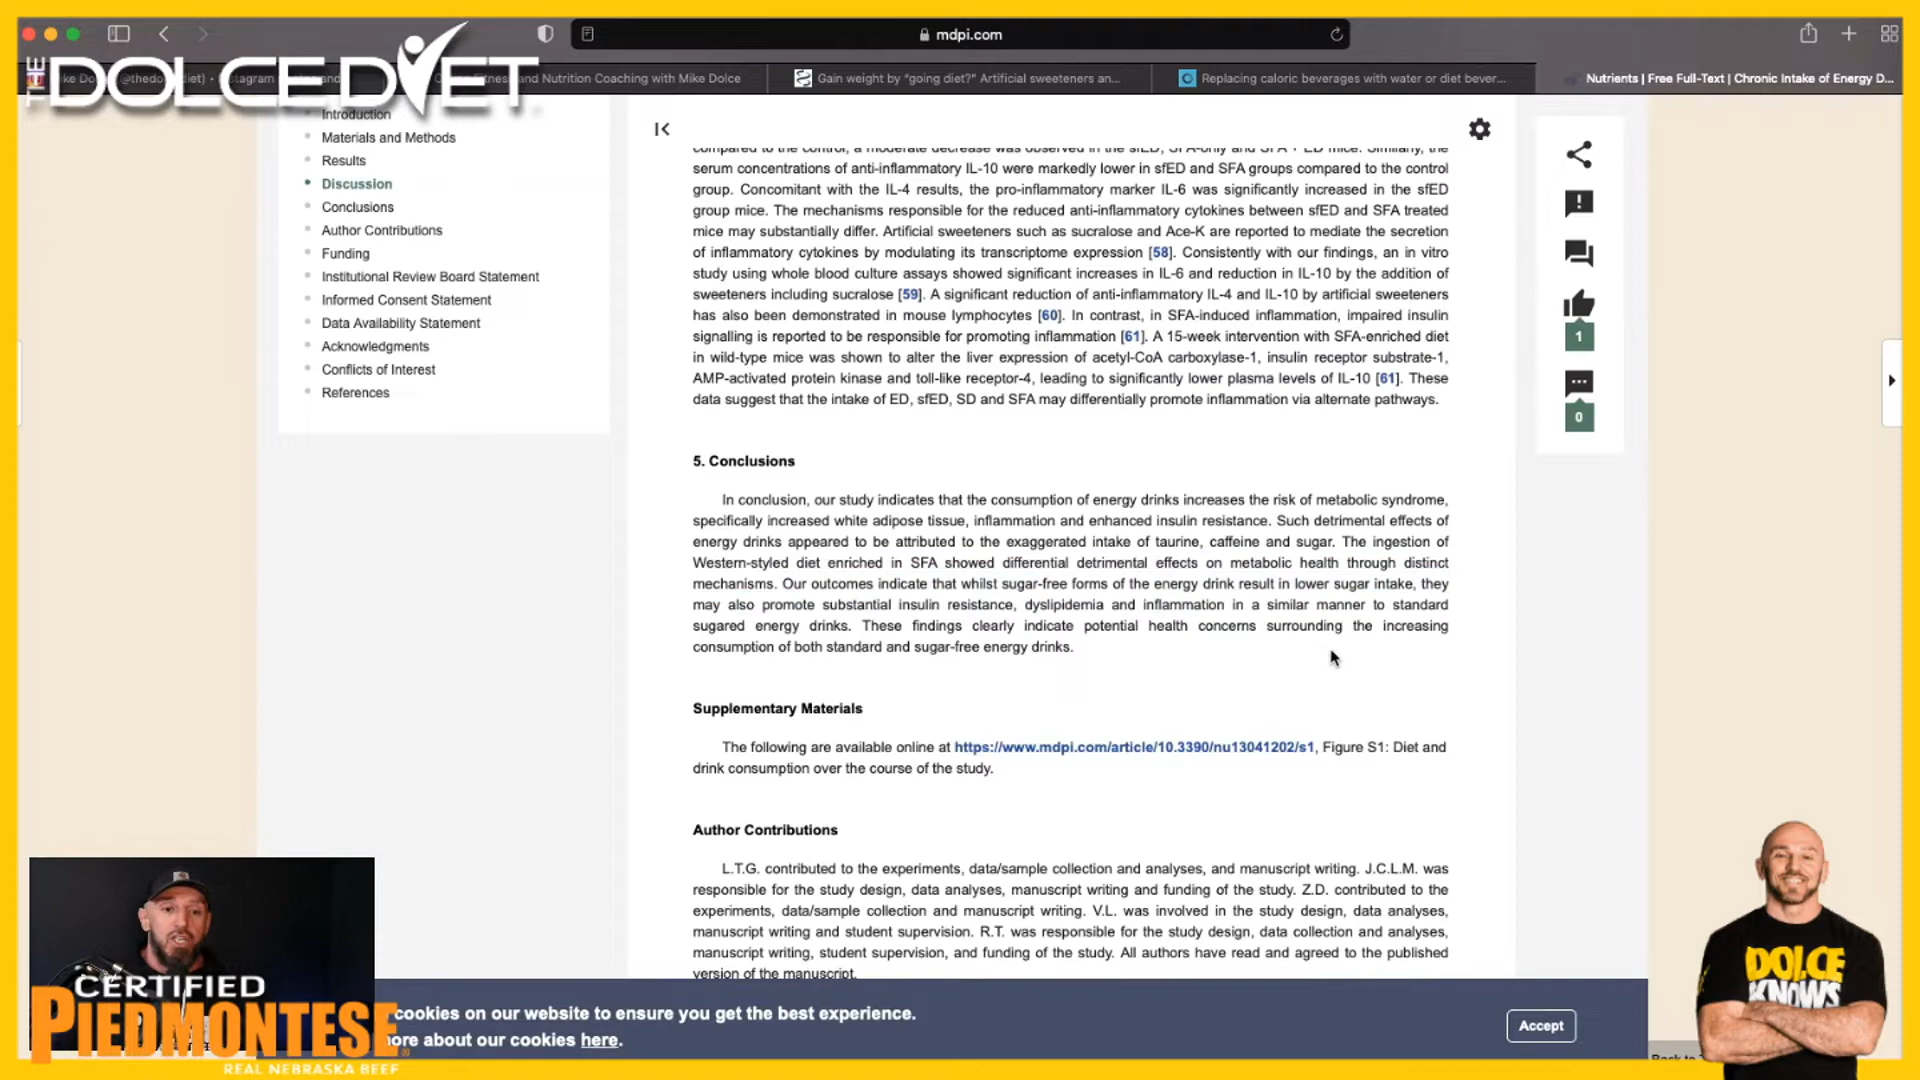 mdpi.com
THE DOLCE DIET
Fitness and Nutrition Coaching with Mike Dolce
Gain weight by “going diet?” Artificial sweeteners an...
Replacing caloric beverages with water or diet bever...
Nutrients | Free Full-Text | Chronic Intake of Energy D...
Introduction
Materials and Methods
Results
Discussion
Conclusions
Author Contributions
Funding
Institutional Review Board Statement
Informed Consent Statement
Data Availability Statement
Acknowledgments
Conflicts of Interest
References
compared to the control, a moderate decrease was observed in the sfED, SFA-only and SFA + ED mice. Similarly, the
serum concentrations of anti-inflammatory IL-10 were markedly lower in sfED and SFA groups compared to the control
group. Concomitant with the IL-4 results, the pro-inflammatory marker IL-6 was significantly increased in the sfED
group mice. The mechanisms responsible for the reduced anti-inflammatory cytokines between sfED and SFA treated
mice may substantially differ. Artificial sweeteners such as sucralose and Ace-K are reported to mediate the secretion
of inflammatory cytokines by modulating its transcriptome expression [58]. Consistently with our findings, an in vitro
study using whole blood culture assays showed significant increases in IL-6 and reduction in IL-10 by the addition of
sweeteners including sucralose [59]. A significant reduction of anti-inflammatory IL-4 and IL-10 by artificial sweeteners
has also been demonstrated in mouse lymphocytes [60]. In contrast, in SFA-induced inflammation, impaired insulin
signalling is reported to be responsible for promoting inflammation [61]. A 15-week intervention with SFA-enriched diet
in wild-type mice was shown to alter the liver expression of acetyl-CoA carboxylase-1, insulin receptor substrate-1,
AMP-activated protein kinase and toll-like receptor-4, leading to significantly lower plasma levels of IL-10 [61]. These
data suggest that the intake of ED, sfED, SD and SFA may differentially promote inflammation via alternate pathways.
5. Conclusions
In conclusion, our study indicates that the consumption of energy drinks increases the risk of metabolic syndrome,
specifically increased white adipose tissue, inflammation and enhanced insulin resistance. Such detrimental effects of
energy drinks appeared to be attributed to the exaggerated intake of taurine, caffeine and sugar. The ingestion of
Western-styled diet enriched in SFA showed differential detrimental effects on metabolic health through distinct
mechanisms. Our outcomes indicate that whilst sugar-free forms of the energy drink result in lower sugar intake, they
may also promote substantial insulin resistance, dyslipidemia and inflammation in a similar manner to standard
sugared energy drinks. These findings clearly indicate potential health concerns surrounding the increasing
consumption of both standard and sugar-free energy drinks.
Supplementary Materials
The following are available online at https://www.mdpi.com/article/10.3390/nu13041202/s1, Figure S1: Diet and
drink consumption over the course of the study.
Author Contributions
L.T.G. contributed to the experiments, data/sample collection and analyses, and manuscript writing. J.C.L.M. was
responsible for the study design, data analyses, manuscript writing and funding of the study. Z.D. contributed to the
experiments, data/sample collection and manuscript writing. V.L. was involved in the study design, data analyses,
manuscript writing and student supervision. R.T. was responsible for the study design, data collection and analyses,
manuscript writing, student supervision, and funding of the study. All authors have read and agreed to the published
version of the manuscript.
1
0
cookies on our website to ensure you get the best experience.
ore about our cookies here.
Accept
Back to
CERTIFIED
PIEDMONTESE
REAL NEBRASKA BEEF
DOLCE
KNOWS